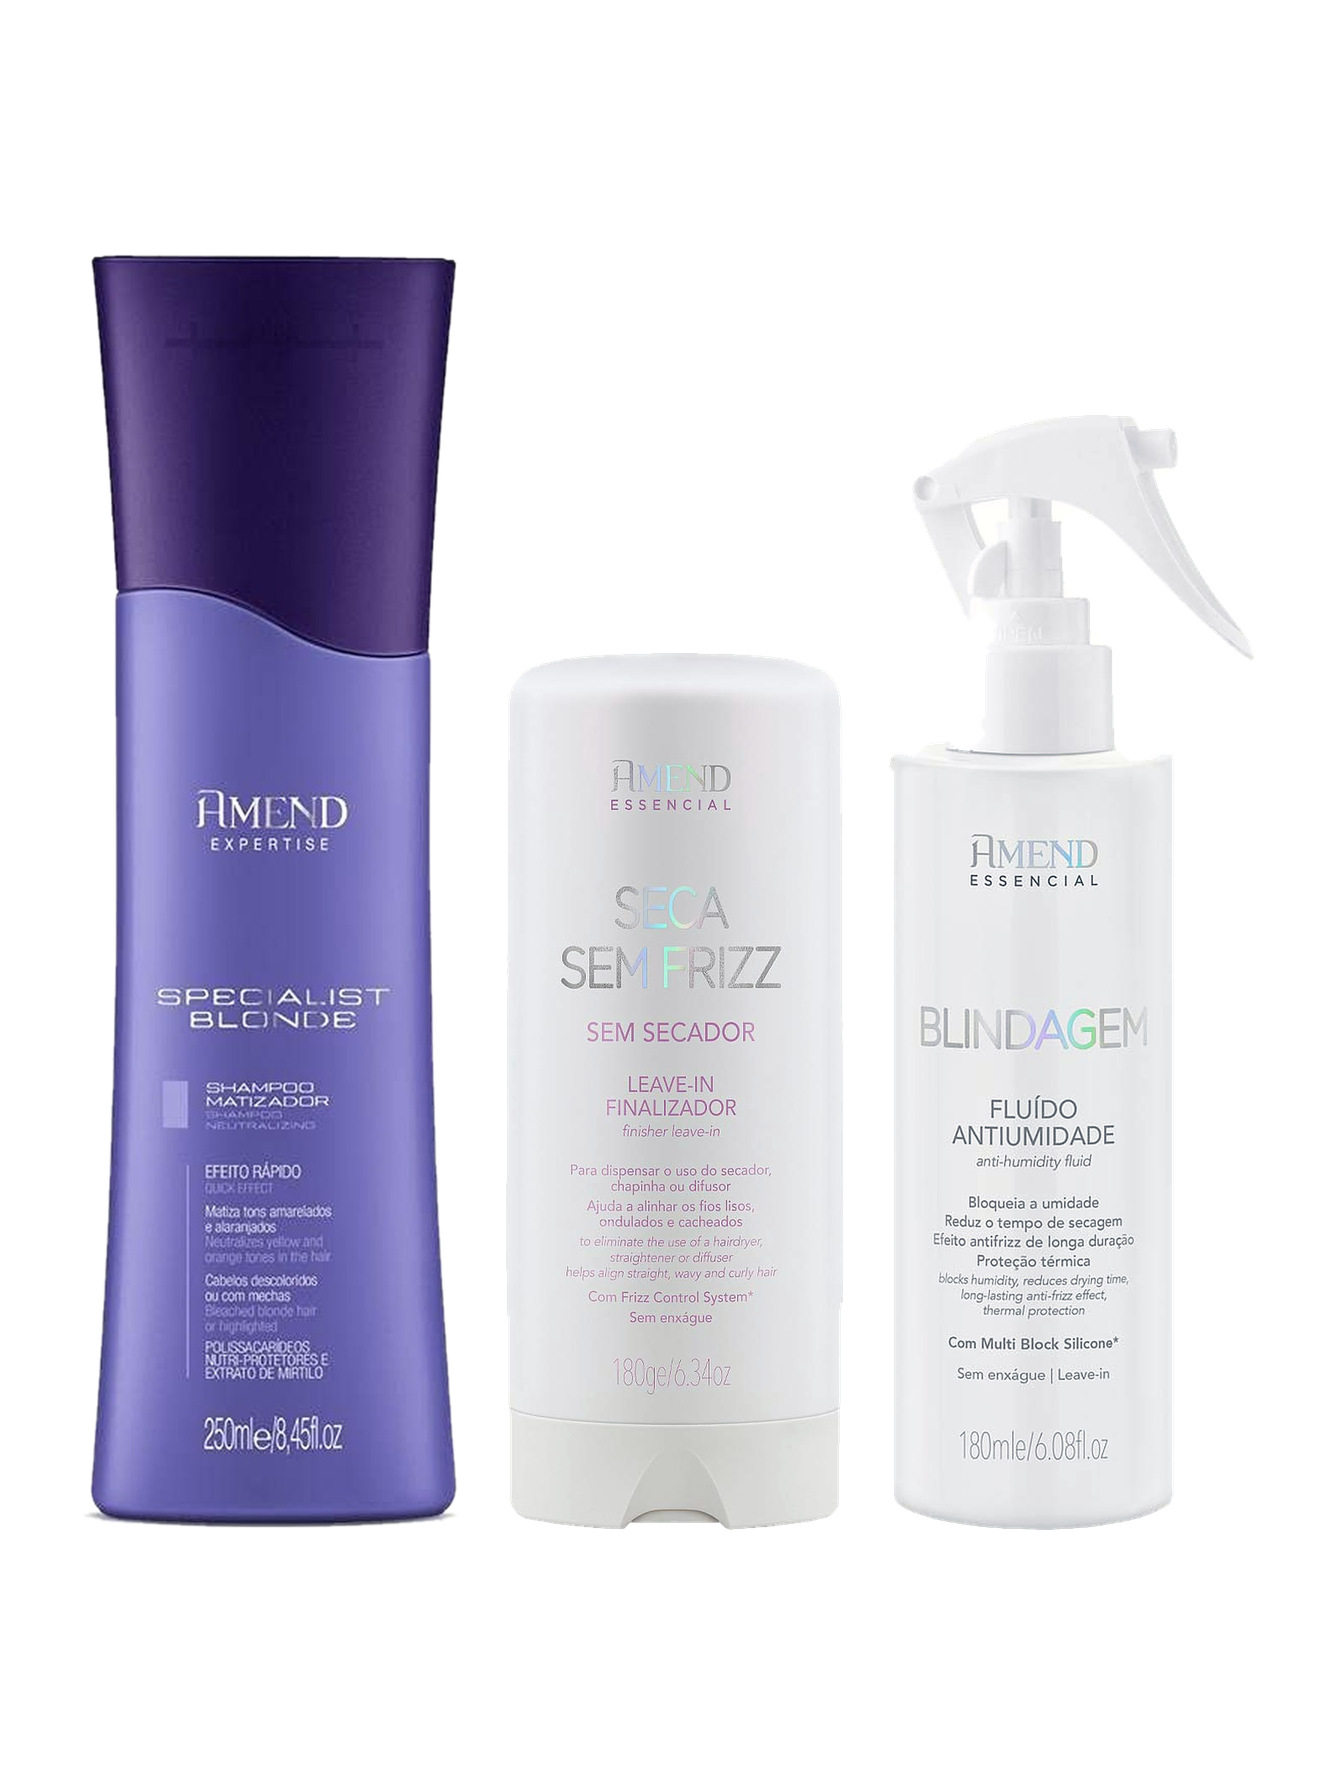 AMEND
EXPERTISE
SPECIALIST
BLONDE
SHAMPOO
MATIZADOR
SHAMPOO
NEUTRALIZING
EFEITO RÁPIDO
QUICK EFFECT
Matiza tons amarelados
e alaranjados
Neutralizes yellow and
orange tones in the hair
Cabelos descoloridos
ou com mechas
Bleached blonde hair
or highlighted
POLISSACARÍDEOS
NUTRI-PROTETORES E
EXTRATO DE MIRTILO
250mle/8,45fl.oz
AMEND
ESSENCIAL
SECA
SEM FRIZZ
SEM SECADOR
LEAVE-IN
FINALIZADOR
finisher leave-in
Para dispensar o uso do secador,
chapinha ou difusor
Ajuda a alinhar os fios lisos,
ondulados e cacheados
to eliminate the use of a hairdryer,
straightener or diffuser
helps align straight, wavy and curly hair
Com Frizz Control System*
Sem enxágue
180ge/6.34oz
OPEN
AMEND
ESSENCIAL
BLINDAGEM
FLUÍDO
ANTIUMIDADE
anti-humidity fluid
Bloqueia a umidade
Reduz o tempo de secagem
Efeito antifrizz de longa duração
Proteção térmica
blocks humidity, reduces drying time,
long-lasting anti-frizz effect,
thermal protection
Com Multi Block Silicone*
Sem enxágue | Leave-in
180mle/6.08fl.oz